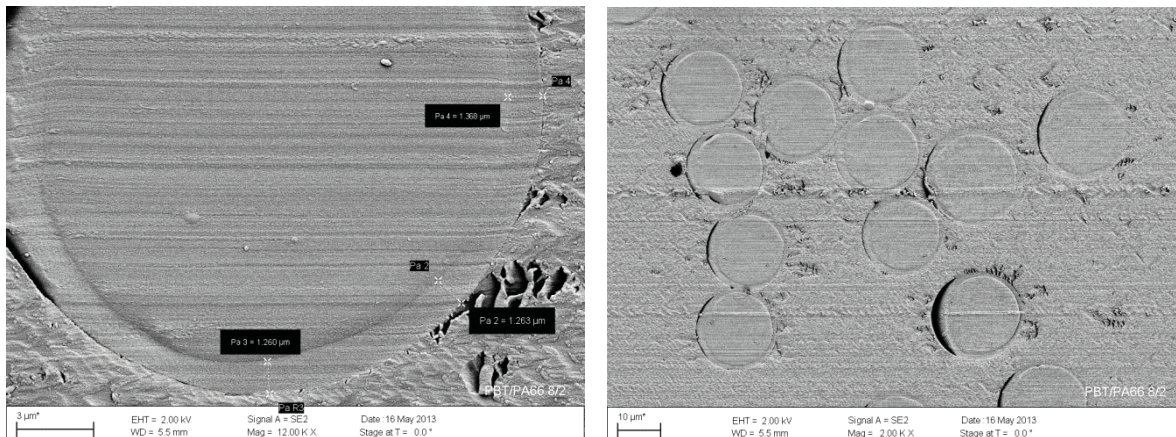 Pa 4
Pa 4 = 1.368 µm
Pa 2
Pa 2 = 1.263 µm
Pa 3 = 1.260 µm
PBT/PA66 8/2
Pa R3
3 µm*
EHT = 2.00 kV
Signal A = SE2
Date :16 May 2013
WD = 5.5 mm
Mag = 12.00 K X
Stage at T = 0.0 °
PBT/PA66 8/2
10 µm*
EHT = 2.00 kV
Signal A = SE2
Date :16 May 2013
WD = 5.5 mm
Mag = 2.00 K X
Stage at T = 0.0 °